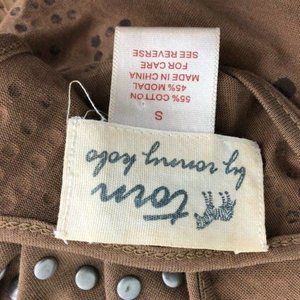 torn
by ronny kobo
S
55% COTTON
45% MODAL
MADE IN CHINA
FOR CARE
SEE REVERSE